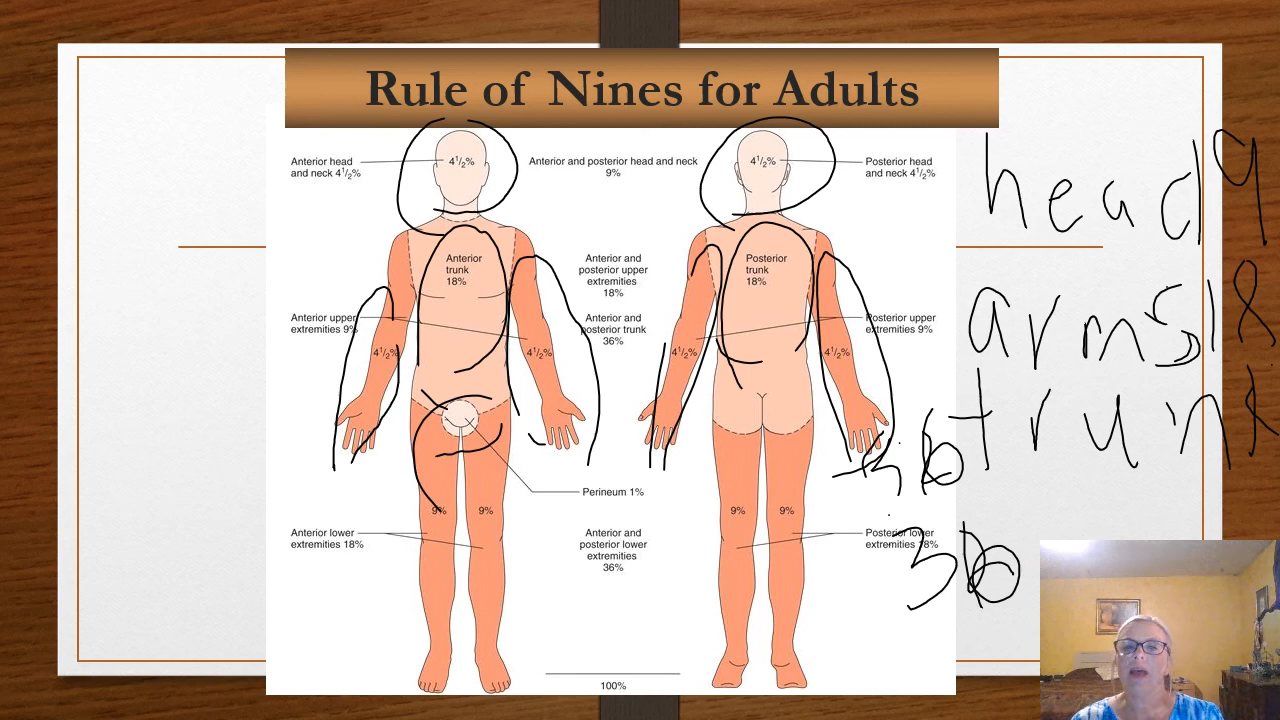 Rule of Nines for Adults
Anterior head
and neck 4 1/2%
4 1/2%
Anterior and posterior head and neck
9%
4 1/2%
Posterior head
and neck 4 1/2%
head 9
Anterior
trunk
18%
Anterior and
posterior upper
extremities
18%
Posterior
trunk
18%
Anterior upper
extremities 9%
Anterior and
posterior trunk
36%
Posterior upper
extremities 9%
arms 18
4 1/2%
4 1/2%
4 1/2%
4 1/2%
trunk
36
Perineum 1%
9%
9%
9%
9%
Anterior lower
extremities 18%
Anterior and
posterior lower
extremities
36%
Posterior lower
extremities 18%
36
100%